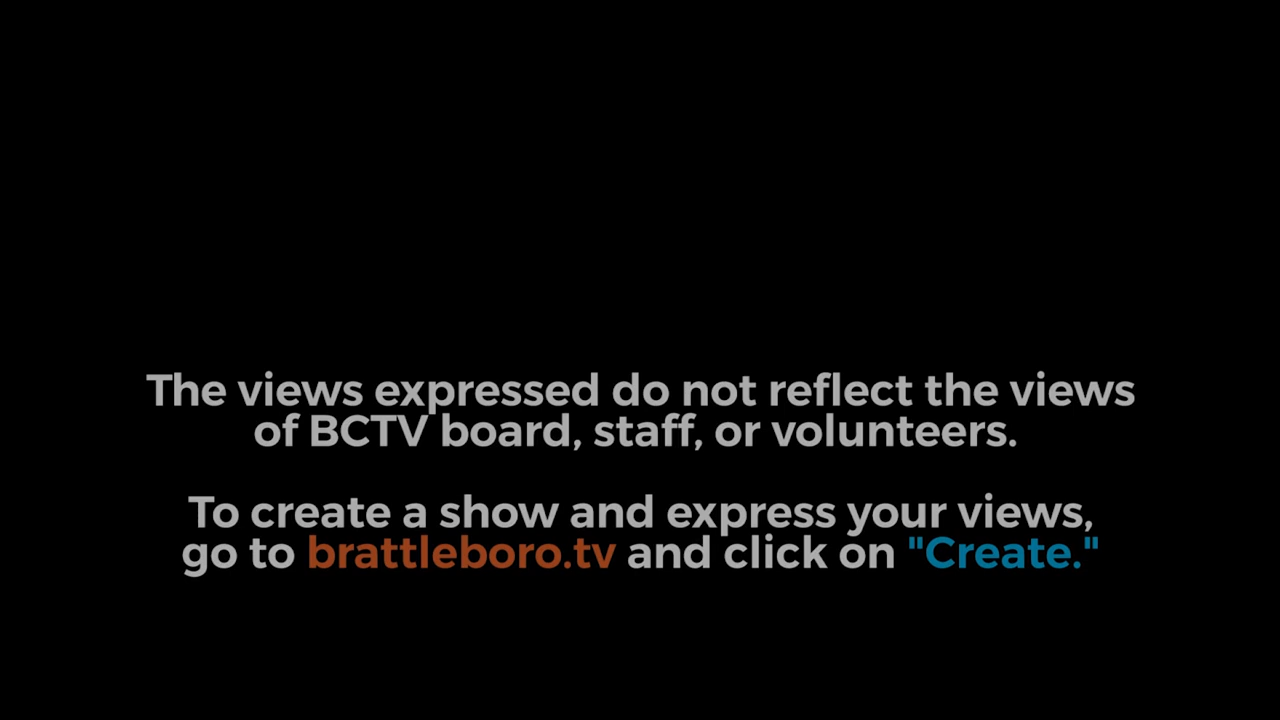 The views expressed do not reflect the views
of BCTV board, staff, or volunteers.
To create a show and express your views,
go to brattleboro.tv and click on "Create."